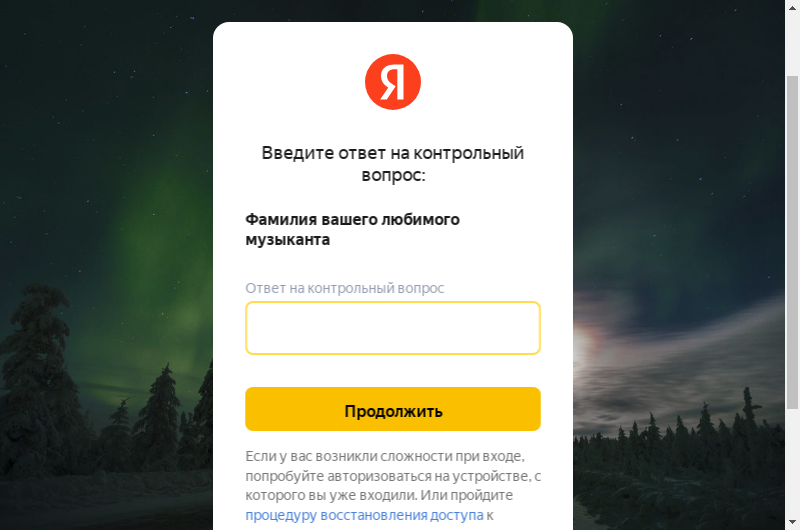 Я
Введите ответ на контрольный
вопрос:
Фамилия вашего любимого
музыканта
Ответ на контрольный вопрос
Продолжить
Если у вас возникли сложности при входе,
попробуйте авторизоваться на устройстве, с
которого вы уже входили. Или пройдите
процедуру восстановления доступа к